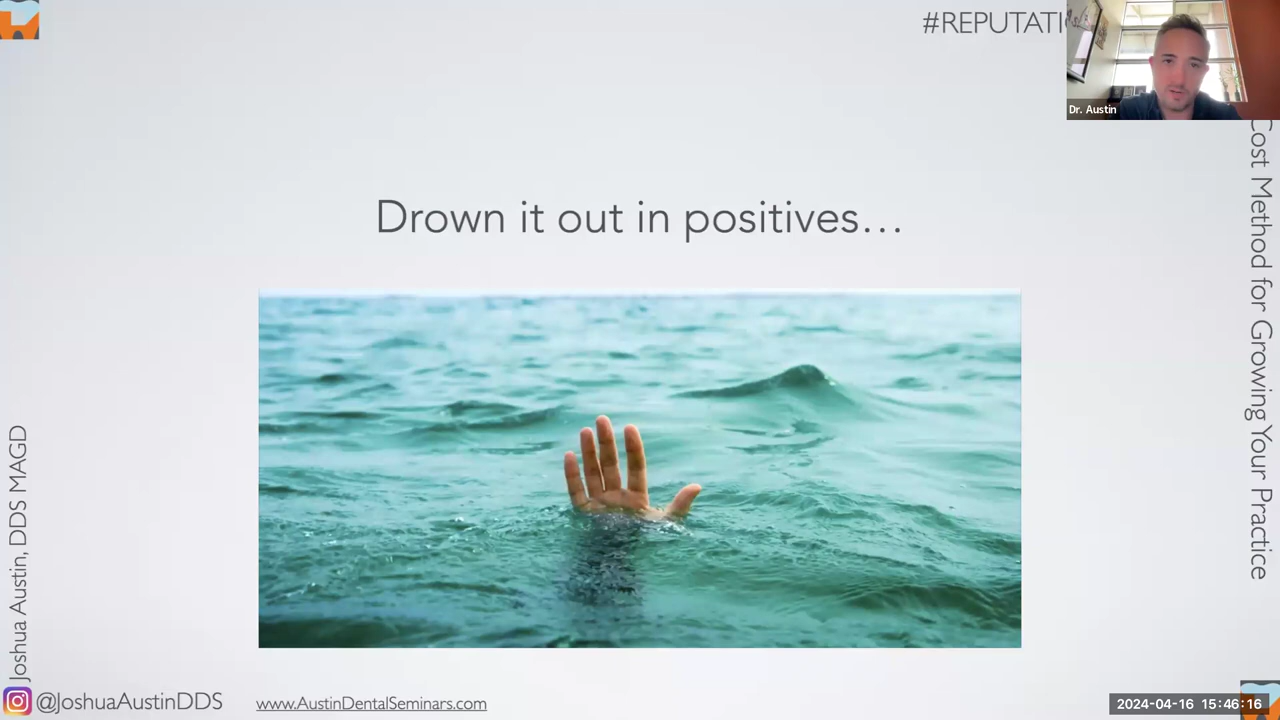 #REPUTATI
Dr. Austin
Cost Method for Growing Your Practice
Drown it out in positives…
Joshua Austin, DDS MAGD
@JoshuaAustinDDS
www.AustinDentalSeminars.com
2024-04-16 15:46:16